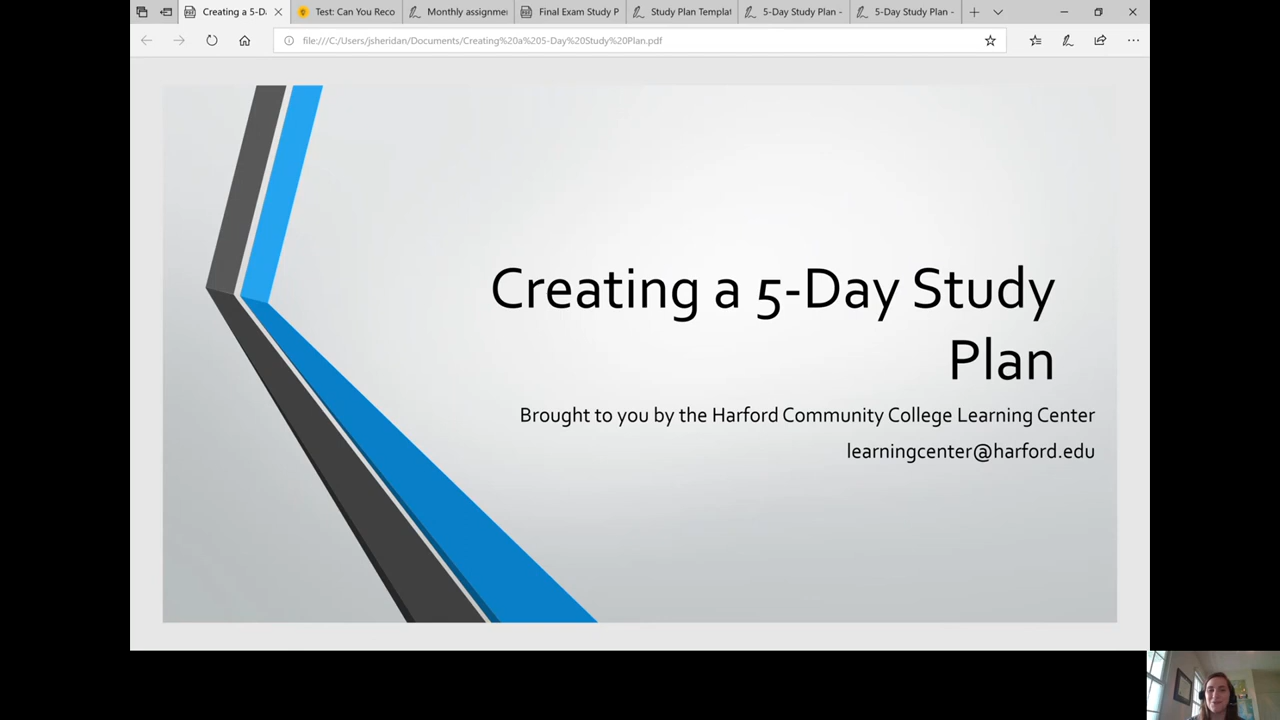 Creating a 5-D
Test: Can You Reco
Monthly assignme
Final Exam Study P
Study Plan Templat
5-Day Study Plan -
5-Day Study Plan -
file:///C:/Users/jsheridan/Documents/Creating%20a%205-Day%20Study%20Plan.pdf
Creating a 5-Day Study
Plan
Brought to you by the Harford Community College Learning Center
learningcenter@harford.edu